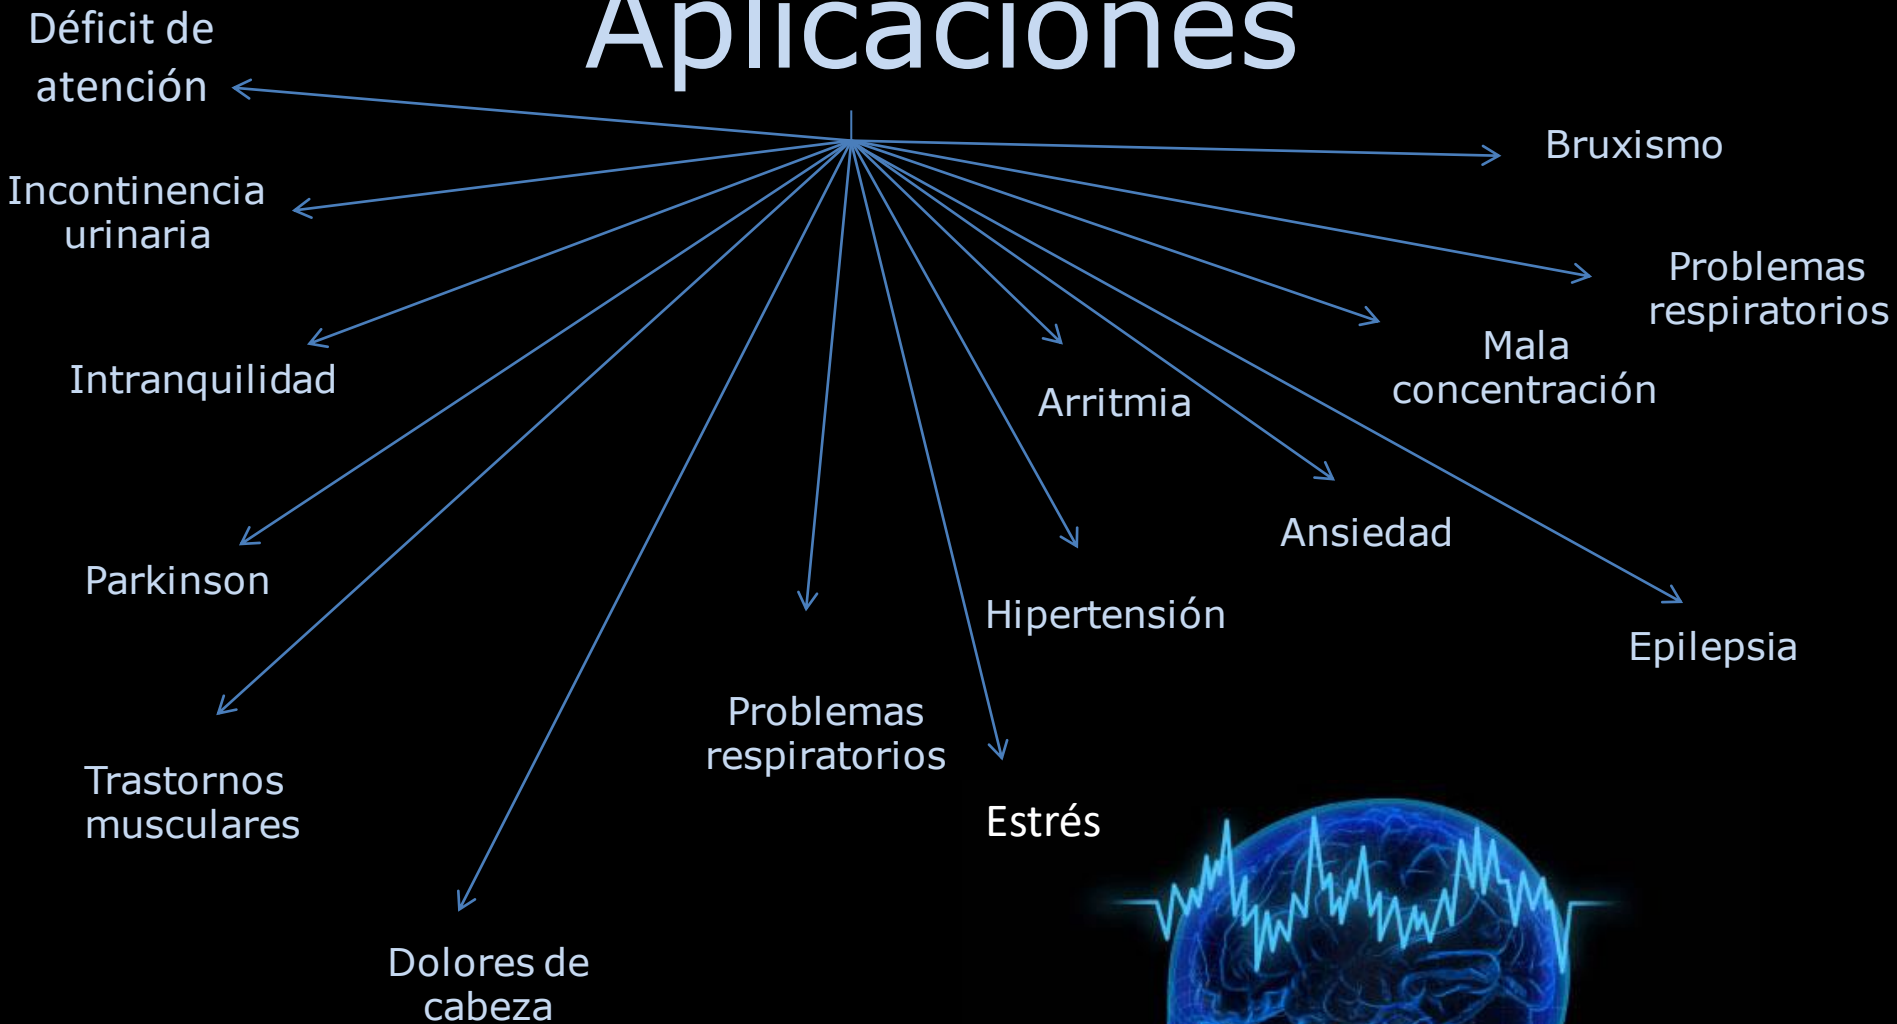 Aplicaciones
Déficit de
atención
Bruxismo
Incontinencia
urinaria
Problemas
respiratorios
Mala
concentración
Intranquilidad
Arritmia
Ansiedad
Parkinson
Hipertensión
Epilepsia
Problemas
respiratorios
Trastornos
musculares
Estrés
Dolores de
cabeza